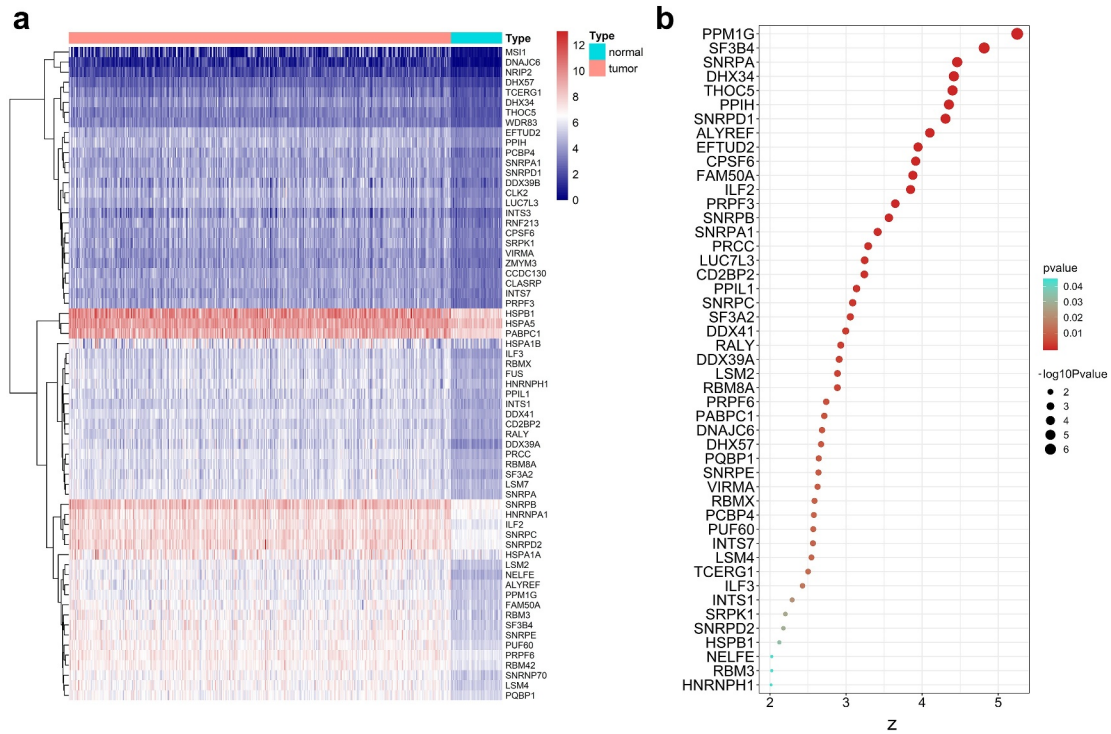 a
Type
MSI1
DNAJC6
NRIP2
DHX57
TCERG1
DHX34
THOC5
WDR83
EFTUD2
PPIH
PCBP4
SNRPA1
SNRPD1
DDX39B
CLK2
LUC7L3
INTS3
RNF213
CPSF6
SRPK1
VIRMA
ZMYM3
CCDC130
CLASRP
INTS7
PRPF3
HSPB1
HSPA5
PABPC1
HSPA1B
ILF3
RBMX
FUS
HNRNPH1
PPIL1
INTS1
DDX41
CD2BP2
RALY
DDX39A
PRCC
RBM8A
SF3A2
LSM7
SNRPA
SNRPB
HNRNPA1
ILF2
SNRPC
SNRPD2
HSPA1A
LSM2
NELFE
ALYREF
PPM1G
FAM50A
RBM3
SF3B4
SNRPE
PUF60
PRPF6
RBM42
SNRNP70
LSM4
PQBP1
12
10
8
6
4
2
0
Type
normal
tumor
b
PPM1G
SF3B4
SNRPA
DHX34
THOC5
PPIH
SNRPD1
ALYREF
EFTUD2
CPSF6
FAM50A
ILF2
PRPF3
SNRPB
SNRPA1
PRCC
LUC7L3
CD2BP2
PPIL1
SNRPC
SF3A2
DDX41
RALY
DDX39A
LSM2
RBM8A
PRPF6
PABPC1
DNAJC6
DHX57
PQBP1
SNRPE
VIRMA
RBMX
PCBP4
PUF60
INTS7
LSM4
TCERG1
ILF3
INTS1
SRPK1
SNRPD2
HSPB1
NELFE
RBM3
HNRNPH1
2 3 4 5
z
pvalue
0.04
0.03
0.02
0.01
-log10Pvalue
2
3
4
5
6